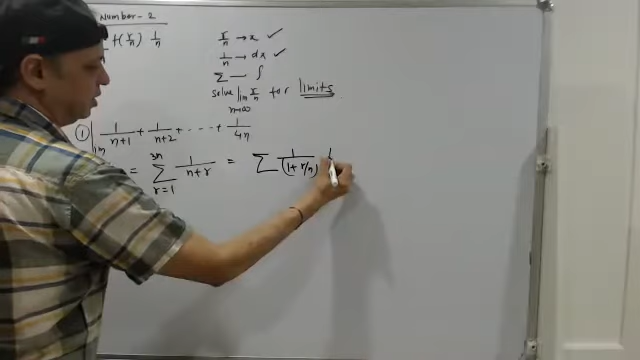 Number - 2
+ (r/n) 1/n
r/n → x ✓
1/n → dx ✓
Σ — ∫
solve lim n→∞ r/n for limits
① lim 1/n+1 + 1/n+2 + ---- + 1/4n
= 3n Σ r=1 1/n+r = Σ 1/(1+r/n) 1